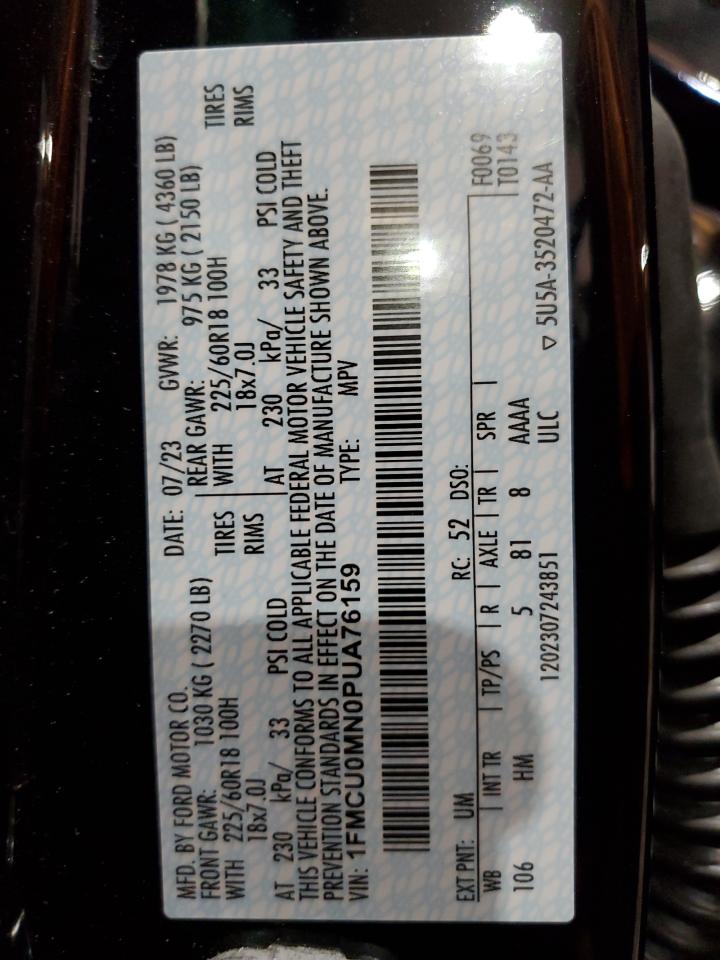 MFD. BY FORD MOTOR CO.
DATE: 07/23 GVWR: 1978 KG ( 4360 LB)
FRONT GAWR: 1030 KG ( 2270 LB) REAR GAWR: 975 KG ( 2150 LB)
WITH 225/60R18 100H TIRES WITH 225/60R18 100H TIRES
18x7.0J RIMS 18x7.0J RIMS
AT 230 kPa/ 33 PSI COLD AT 230 kPa/ 33 PSI COLD
THIS VEHICLE CONFORMS TO ALL APPLICABLE FEDERAL MOTOR VEHICLE SAFETY AND THEFT
PREVENTION STANDARDS IN EFFECT ON THE DATE OF MANUFACTURE SHOWN ABOVE.
VIN: 1FMCU0MN0PUA76159 TYPE: MPV
EXT PNT: UM RC: 52 DSO: F0069
WB INT TR TP/PS R AXLE TR SPR T0143
106 HM 5 81 8 AAAA
1202307243851 ULC ▽ 5U5A-3520472-AA